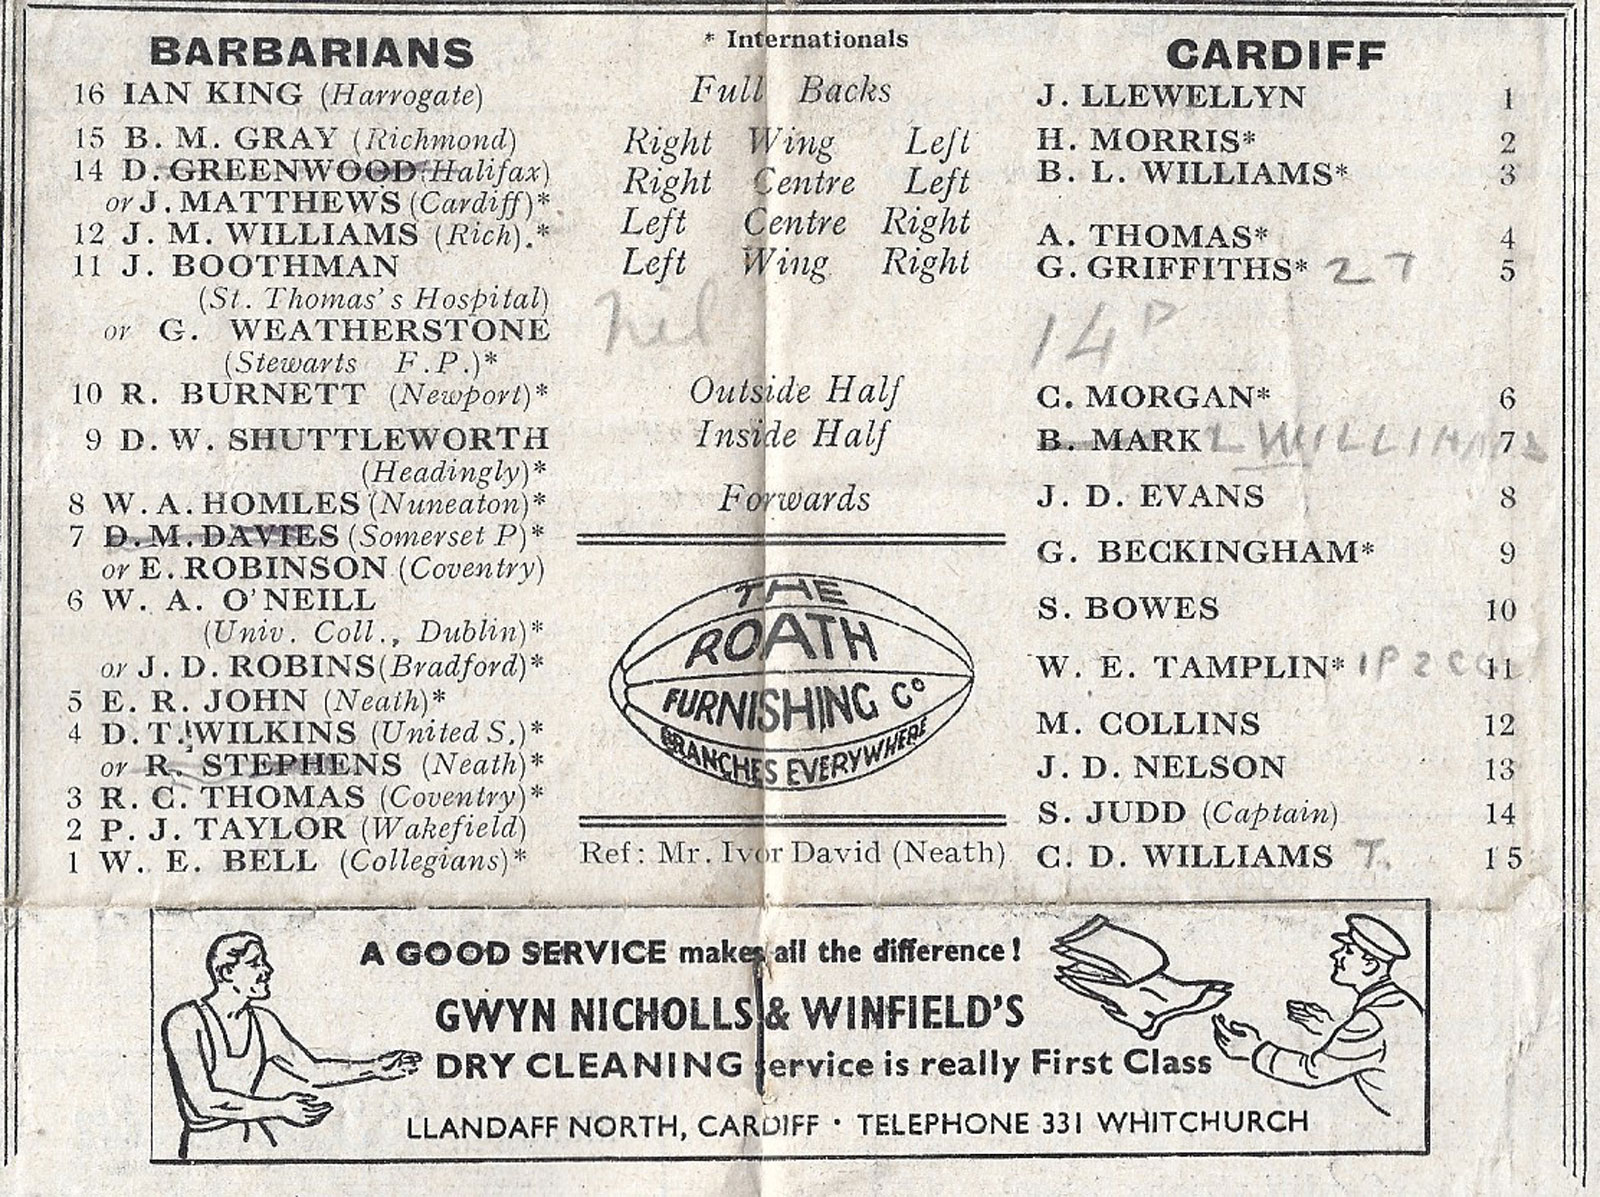 BARBARIANS
16 IAN KING (Harrogate)
15 B. M. GRAY (Richmond)
14 D. GREENWOOD (Halifax)
or J. MATTHEWS (Cardiff)*
12 J. M. WILLIAMS (Rich).*
11 J. BOOTHMAN
(St. Thomas's Hospital)
or G. WEATHERSTONE
(Stewarts F.P.)*
10 R. BURNETT (Newport)*
9 D. W. SHUTTLEWORTH
(Headingly)*
8 W. A. HOMLES (Nuneaton)*
7 D. M. DAVIES (Somerset P)*
or E. ROBINSON (Coventry)
6 W. A. O'NEILL
(Univ. Coll., Dublin)*
or J. D. ROBINS (Bradford)*
5 E. R. JOHN (Neath)*
4 D. T. WILKINS (United S.)*
or R. STEPHENS (Neath)*
3 R. C. THOMAS (Coventry)*
2 P. J. TAYLOR (Wakefield)
1 W. E. BELL (Collegians)*
* Internationals
Full Backs
Right Wing Left
Right Centre Left
Left Centre Right
Left Wing Right
Nil
Outside Half
Inside Half
Forwards
THE
ROATH
FURNISHING Co
BRANCHES EVERYWHERE
Ref: Mr. Ivor David (Neath)
CARDIFF
J. LLEWELLYN 1
H. MORRIS* 2
B. L. WILLIAMS* 3
A. THOMAS* 4
G. GRIFFITHS* 2 T 5
14 P
C. MORGAN* 6
B. MARK L WILLIAMS 7
J. D. EVANS 8
G. BECKINGHAM* 9
S. BOWES 10
W. E. TAMPLIN* 1P 2 CO 11
M. COLLINS 12
J. D. NELSON 13
S. JUDD (Captain) 14
C. D. WILLIAMS T. 15
A GOOD SERVICE makes all the difference!
GWYN NICHOLLS & WINFIELD'S
DRY CLEANING service is really First Class
LLANDAFF NORTH, CARDIFF · TELEPHONE 331 WHITCHURCH